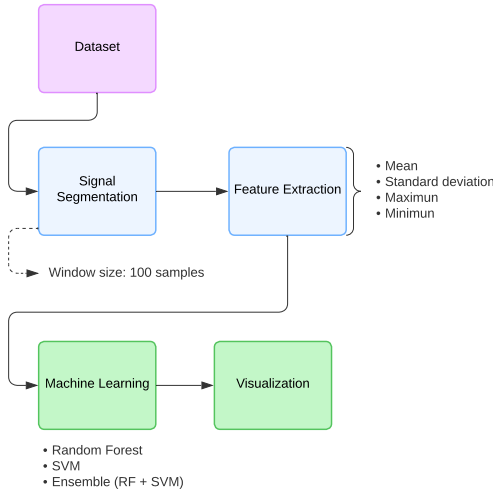 Dataset
Signal
Segmentation
Feature Extraction
• Mean
• Standard deviation
• Maximun
• Minimun
Window size: 100 samples
Machine Learning
Visualization
• Random Forest
• SVM
• Ensemble (RF + SVM)